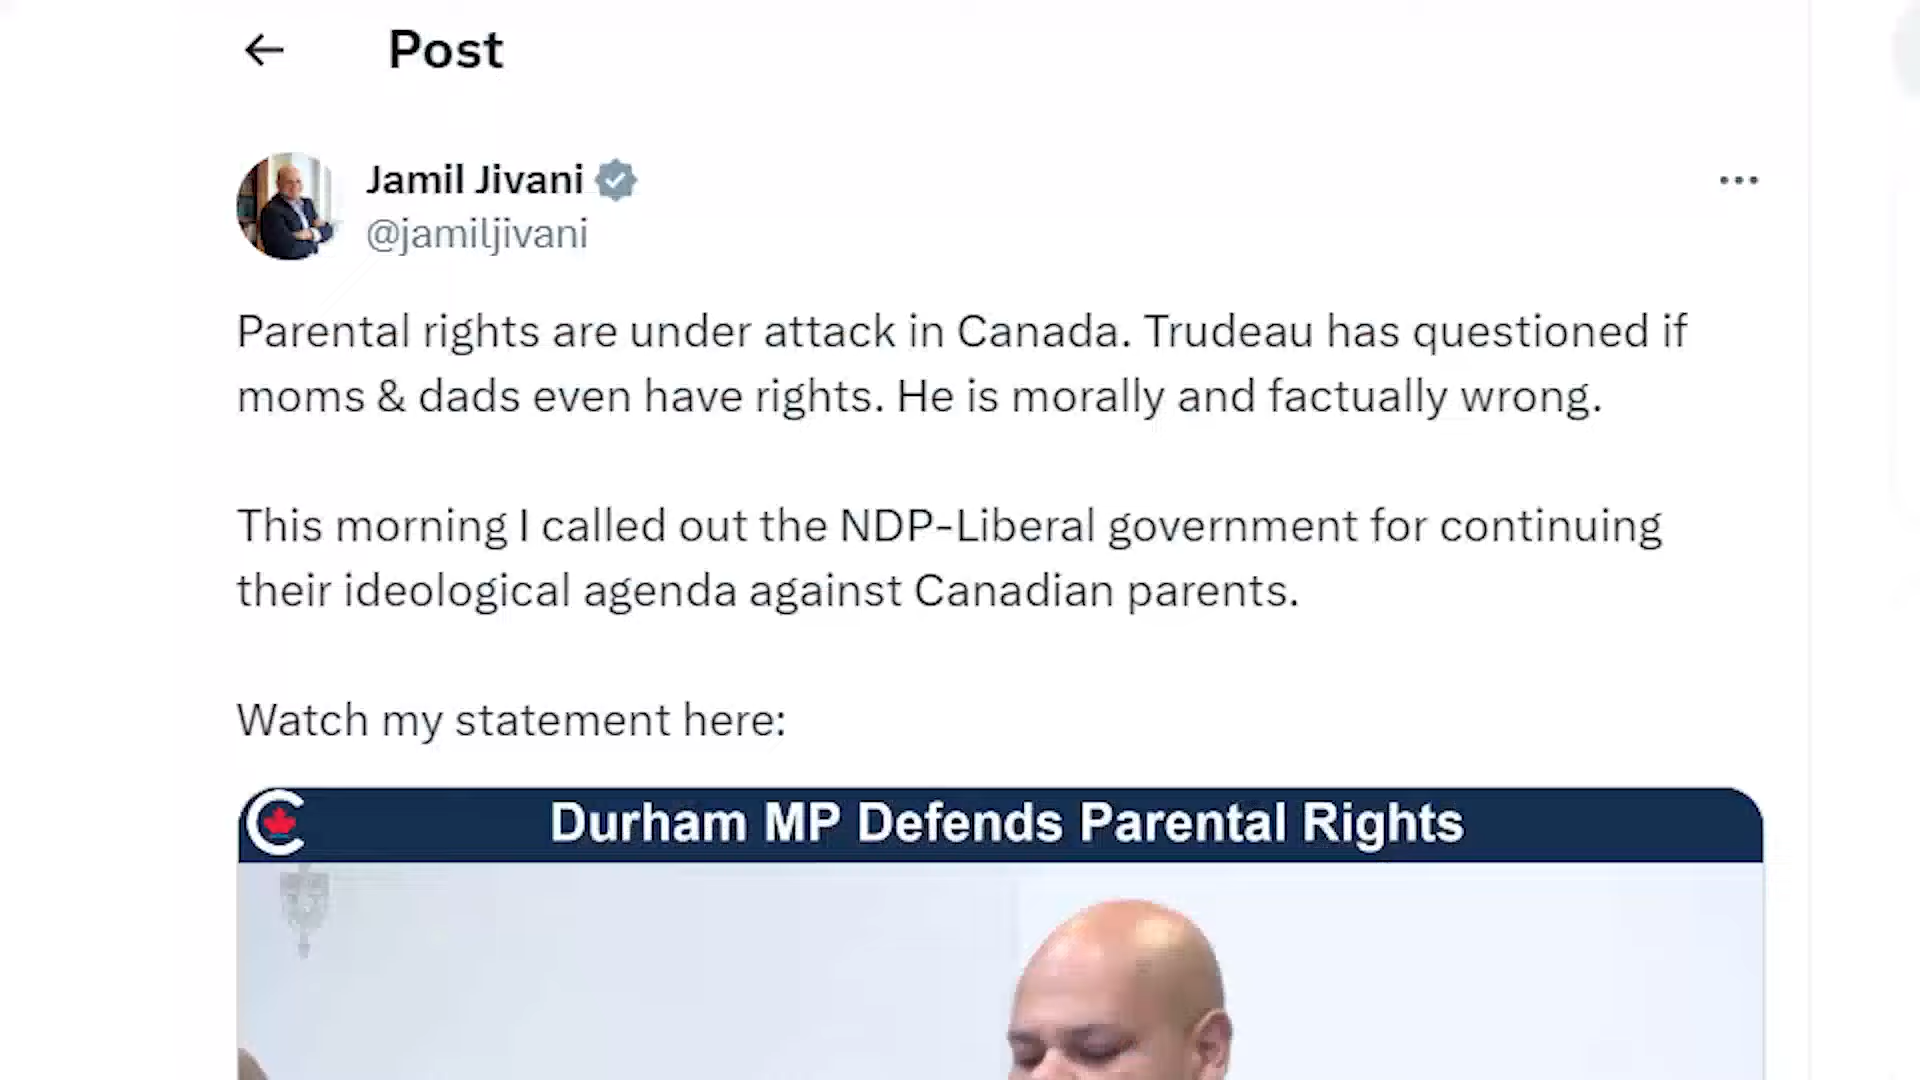 Post
Jamil Jivani
@jamiljivani
Parental rights are under attack in Canada. Trudeau has questioned if
moms & dads even have rights. He is morally and factually wrong.
This morning I called out the NDP-Liberal government for continuing
their ideological agenda against Canadian parents.
Watch my statement here:
Durham MP Defends Parental Rights